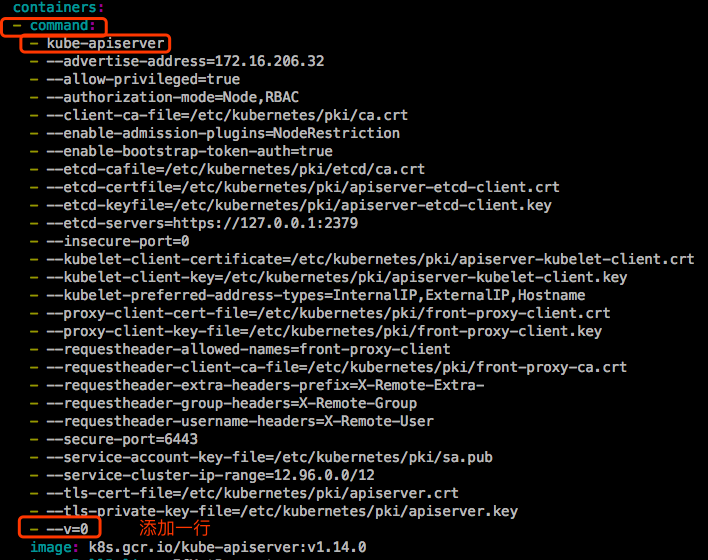 containers:
- command:
- kube-apiserver
- --advertise-address=172.16.206.32
- --allow-privileged=true
- --authorization-mode=Node,RBAC
- --client-ca-file=/etc/kubernetes/pki/ca.crt
- --enable-admission-plugins=NodeRestriction
- --enable-bootstrap-token-auth=true
- --etcd-cafile=/etc/kubernetes/pki/etcd/ca.crt
- --etcd-certfile=/etc/kubernetes/pki/apiserver-etcd-client.crt
- --etcd-keyfile=/etc/kubernetes/pki/apiserver-etcd-client.key
- --etcd-servers=https://127.0.0.1:2379
- --insecure-port=0
- --kubelet-client-certificate=/etc/kubernetes/pki/apiserver-kubelet-client.crt
- --kubelet-client-key=/etc/kubernetes/pki/apiserver-kubelet-client.key
- --kubelet-preferred-address-types=InternalIP,ExternalIP,Hostname
- --proxy-client-cert-file=/etc/kubernetes/pki/front-proxy-client.crt
- --proxy-client-key-file=/etc/kubernetes/pki/front-proxy-client.key
- --requestheader-allowed-names=front-proxy-client
- --requestheader-client-ca-file=/etc/kubernetes/pki/front-proxy-ca.crt
- --requestheader-extra-headers-prefix=X-Remote-Extra-
- --requestheader-group-headers=X-Remote-Group
- --requestheader-username-headers=X-Remote-User
- --secure-port=6443
- --service-account-key-file=/etc/kubernetes/pki/sa.pub
- --service-cluster-ip-range=12.96.0.0/12
- --tls-cert-file=/etc/kubernetes/pki/apiserver.crt
- --tls-private-key-file=/etc/kubernetes/pki/apiserver.key
- --v=0 添加一行
image: k8s.gcr.io/kube-apiserver:v1.14.0